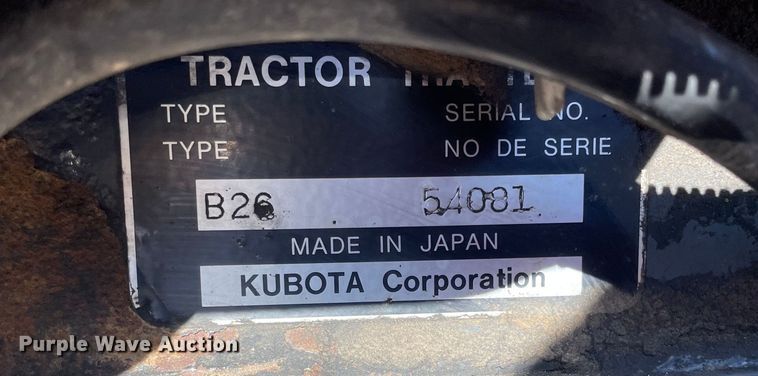 TRACTOR
TYPE SERIAL NO.
TYPE NO DE SERIE
B26 54081
MADE IN JAPAN
KUBOTA Corporation
Purple Wave Auction